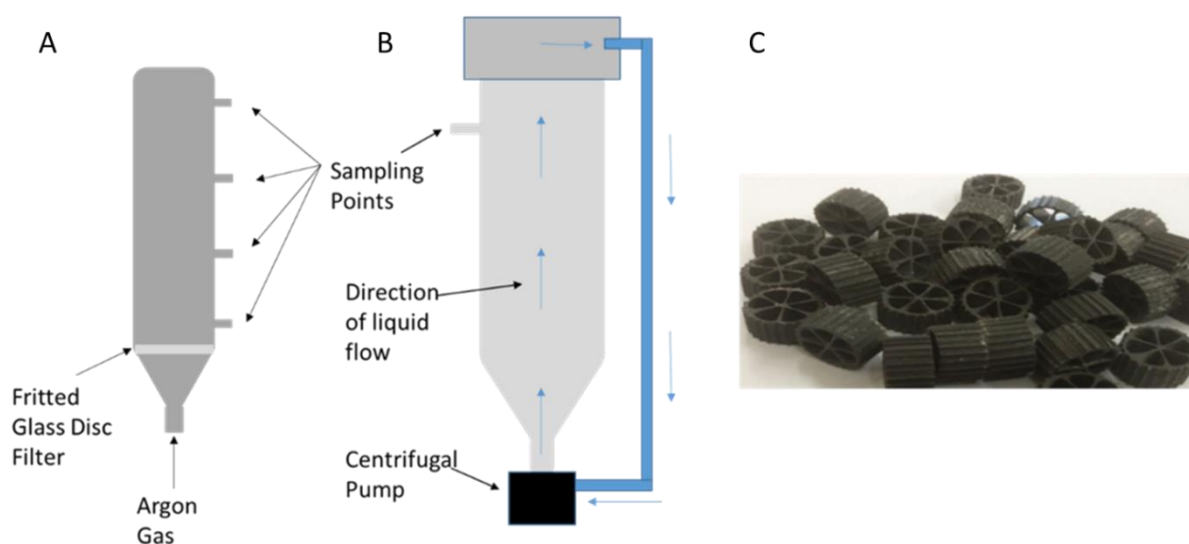 A
B
C
Sampling
Points
Direction
of liquid
flow
Fritted
Glass Disc
Filter
Centrifugal
Pump
Argon
Gas